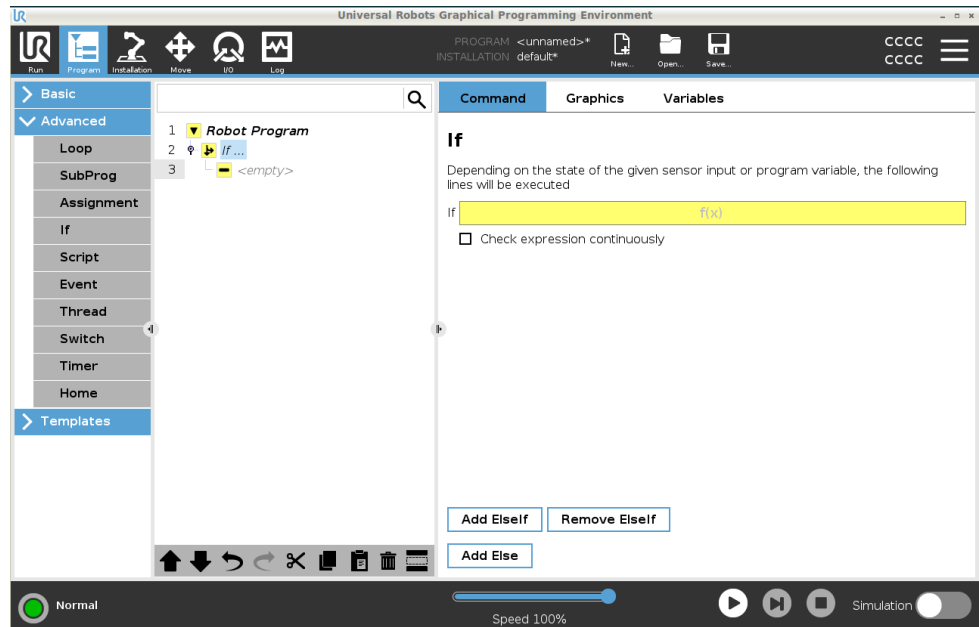 UR Universal Robots Graphical Programming Environment
UR
Run Program Installation Move I/O Log
PROGRAM <unnamed>*
INSTALLATION default*
New... Open... Save...
CCCC
CCCC
Basic
Advanced
Loop
SubProg
Assignment
If
Script
Event
Thread
Switch
Timer
Home
Templates
1 Robot Program
2 If ...
3 <empty>
Command Graphics Variables
If
Depending on the state of the given sensor input or program variable, the following
lines will be executed
If f(x)
Check expression continuously
Add ElseIf Remove ElseIf
Add Else
Normal
Speed 100%
Simulation